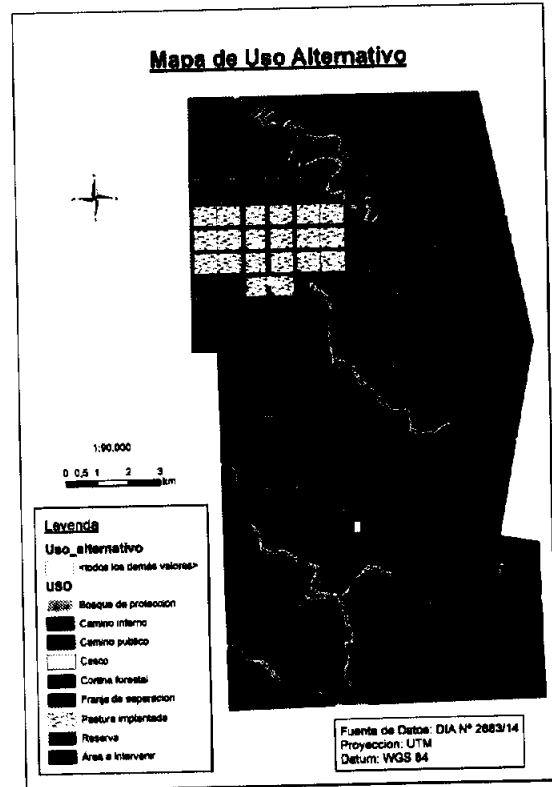 Mapa de Uso Alternativo
1:90.000
0 0,5 1 2 3
km
Leyenda
Uso_alternativo
<todos los demás valores>
USO
Bosque de protección
Camino interno
Camino publico
Casco
Cortina forestal
Franja de separacion
Pastura implantada
Reserva
Área a intervenir
Fuente de Datos: DIA Nº 2683/14
Proyeccion: UTM
Datum: WGS 84